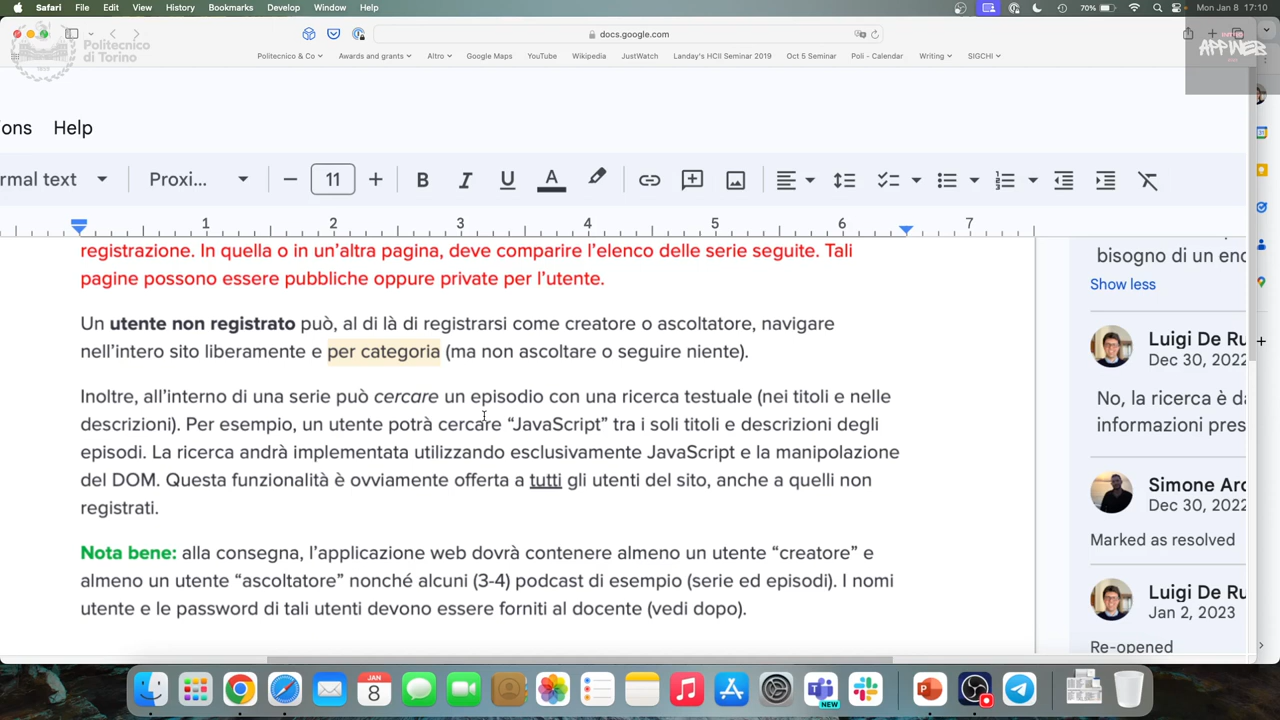 Safari File Edit View History Bookmarks Develop Window Help 70% Mon Jan 8 17:10
Politecnico di Torino
docs.google.com
APPIWEB
Politecnico & Co Awards and grants Altro Google Maps YouTube Wikipedia JustWatch Landay's HCII Seminar 2019 Oct 5 Seminar Poli - Calendar Writing SIGCHI
ons Help
rmal text Proxi... 11 B I U A
1 2 3 4 5 6 7
registrazione. In quella o in un'altra pagina, deve comparire l'elenco delle serie seguite. Tali
pagine possono essere pubbliche oppure private per l'utente.
Un utente non registrato può, al di là di registrarsi come creatore o ascoltatore, navigare
nell'intero sito liberamente e per categoria (ma non ascoltare o seguire niente).
Inoltre, all'interno di una serie può cercare un episodio con una ricerca testuale (nei titoli e nelle
descrizioni). Per esempio, un utente potrà cercare “JavaScript” tra i soli titoli e descrizioni degli
episodi. La ricerca andrà implementata utilizzando esclusivamente JavaScript e la manipolazione
del DOM. Questa funzionalità è ovviamente offerta a tutti gli utenti del sito, anche a quelli non
registrati.
Nota bene: alla consegna, l'applicazione web dovrà contenere almeno un utente “creatore” e
almeno un utente “ascoltatore” nonché alcuni (3-4) podcast di esempio (serie ed episodi). I nomi
utente e le password di tali utenti devono essere forniti al docente (vedi dopo).
bisogno di un enc
Show less
Luigi De Ru
Dec 30, 2022
No, la ricerca è da
informazioni pres
Simone Arc
Dec 30, 2022
Marked as resolved
Luigi De Ru
Jan 2, 2023
Re-opened
JAN
8
NEW